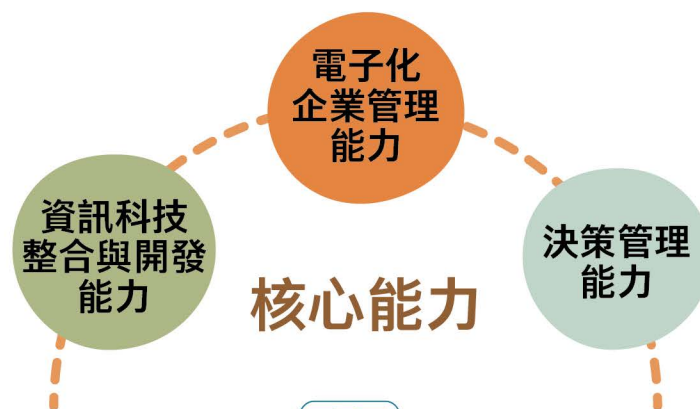 電子化
企業管理
能力
資訊科技
整合與開發
能力
決策管理
能力
核心能力